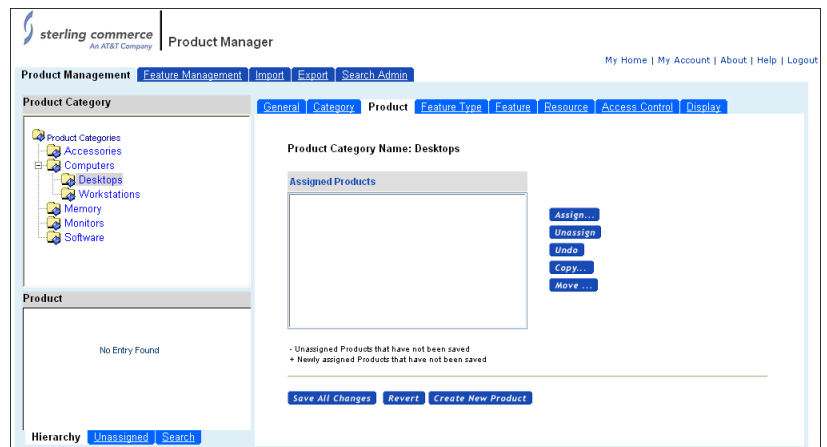 sterling commerce
An AT&T Company
Product Manager
My Home | My Account | About | Help | Logout
Product Management Feature Management Import Export Search Admin
Product Category
Product Categories
Accessories
Computers
Desktops
Workstations
Memory
Monitors
Software
Product
No Entry Found
Hierarchy Unassigned Search
General Category Product Feature Type Feature Resource Access Control Display
Product Category Name: Desktops
Assigned Products
Assign...
Unassign
Undo
Copy...
Move ...
- Unassigned Products that have not been saved
+ Newly assigned Products that have not been saved
Save All Changes Revert Create New Product